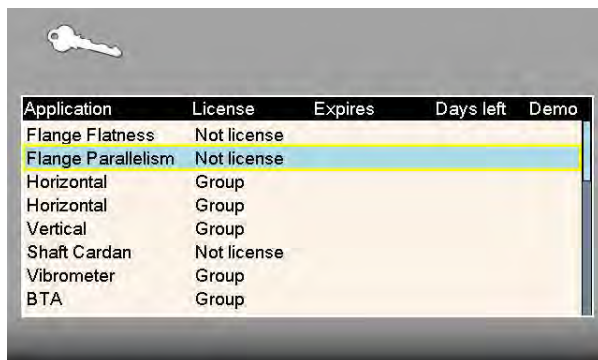 Application License Expires Days left Demo
Flange Flatness Not license
Flange Parallelism Not license
Horizontal Group
Horizontal Group
Vertical Group
Shaft Cardan Not license
Vibrometer Group
BTA Group